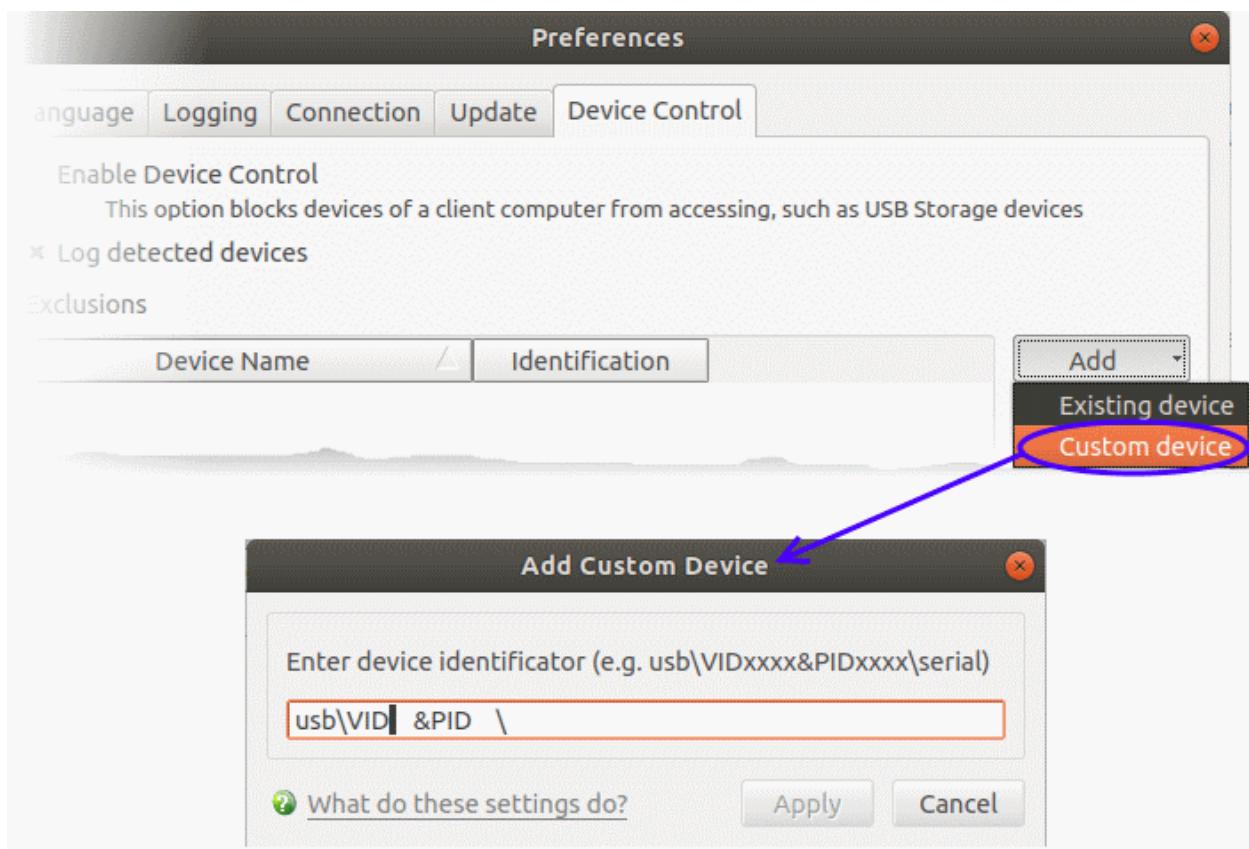 Preferences
anguage Logging Connection Update Device Control
Enable Device Control
This option blocks devices of a client computer from accessing, such as USB Storage devices
Log detected devices
Exclusions
Device Name Identification Add
Existing device
Custom device
Add Custom Device
Enter device identificator (e.g. usb\VIDxxxx&PIDxxxx\serial)
usb\VID &PID \
What do these settings do? Apply Cancel